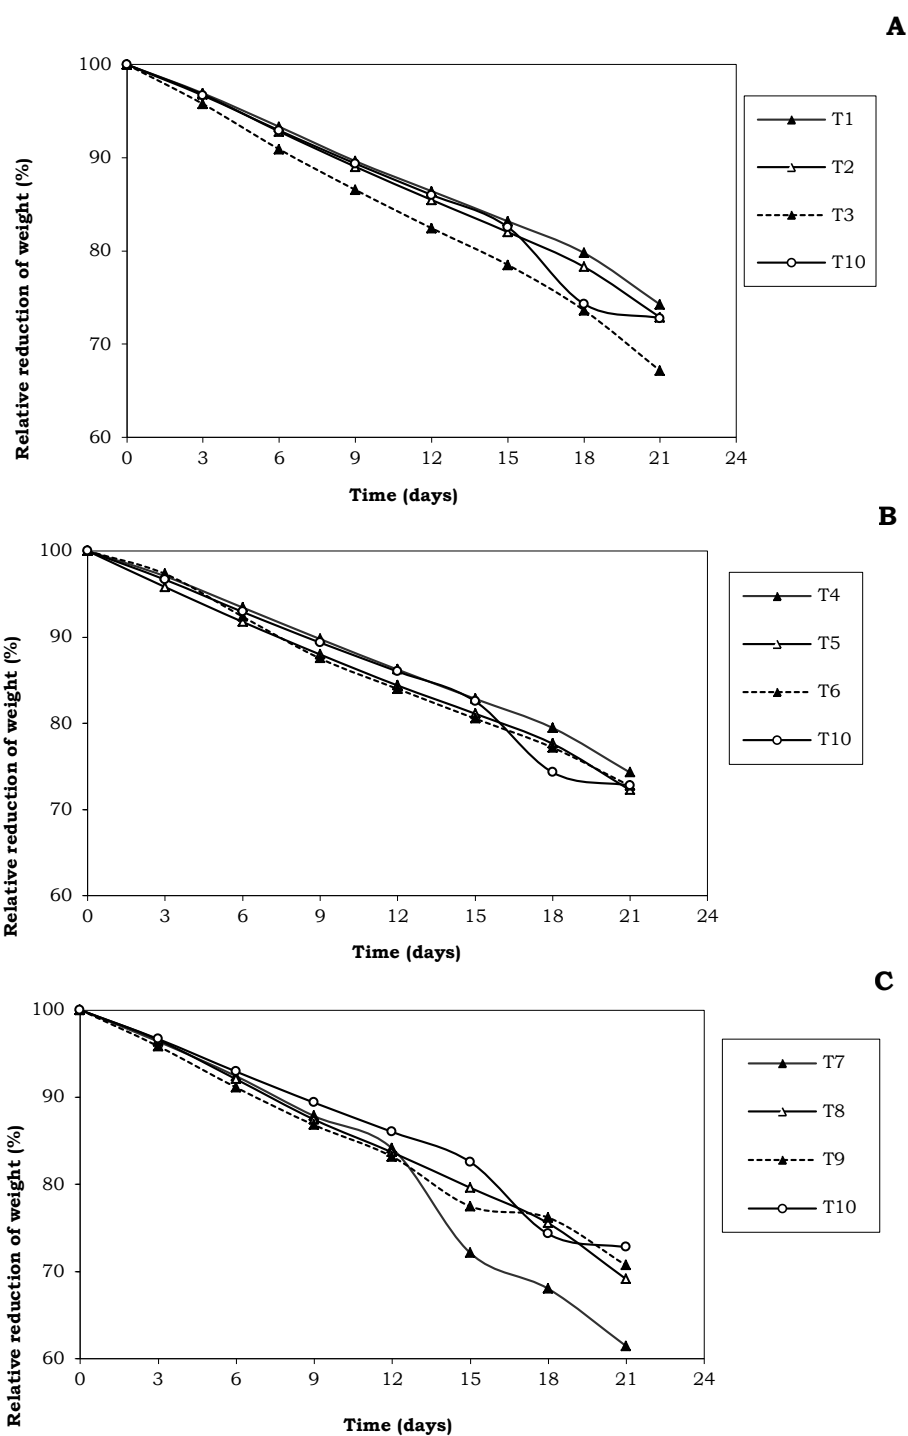 A
100
90
80
70
60
0 3 6 9 12 15 18 21 24
Relative reduction of weight (%)
Time (days)
T1
T2
T3
T10
B
100
90
80
70
60
0 3 6 9 12 15 18 21 24
Relative reduction of weight (%)
Time (days)
T4
T5
T6
T10
C
100
90
80
70
60
0 3 6 9 12 15 18 21 24
Relative reduction of weight (%)
Time (days)
T7
T8
T9
T10